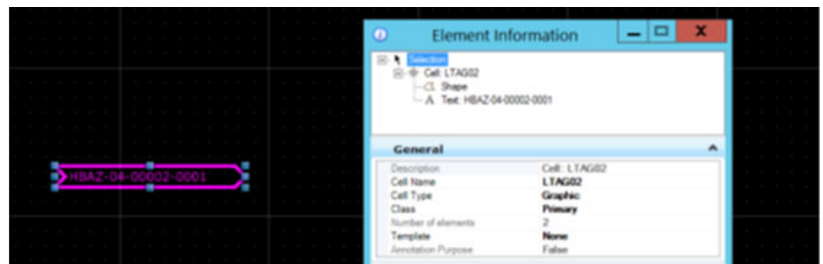 HBAZ-04-00002-0001
Element Information
Selection
Cell: LTAG02
Shape
A Text: HBAZ-04-00002-0001
General
Description Cell: LTAG02
Cell Name LTAG02
Cell Type Graphic
Class Primary
Number of elements 2
Template None
Annotation Purpose False